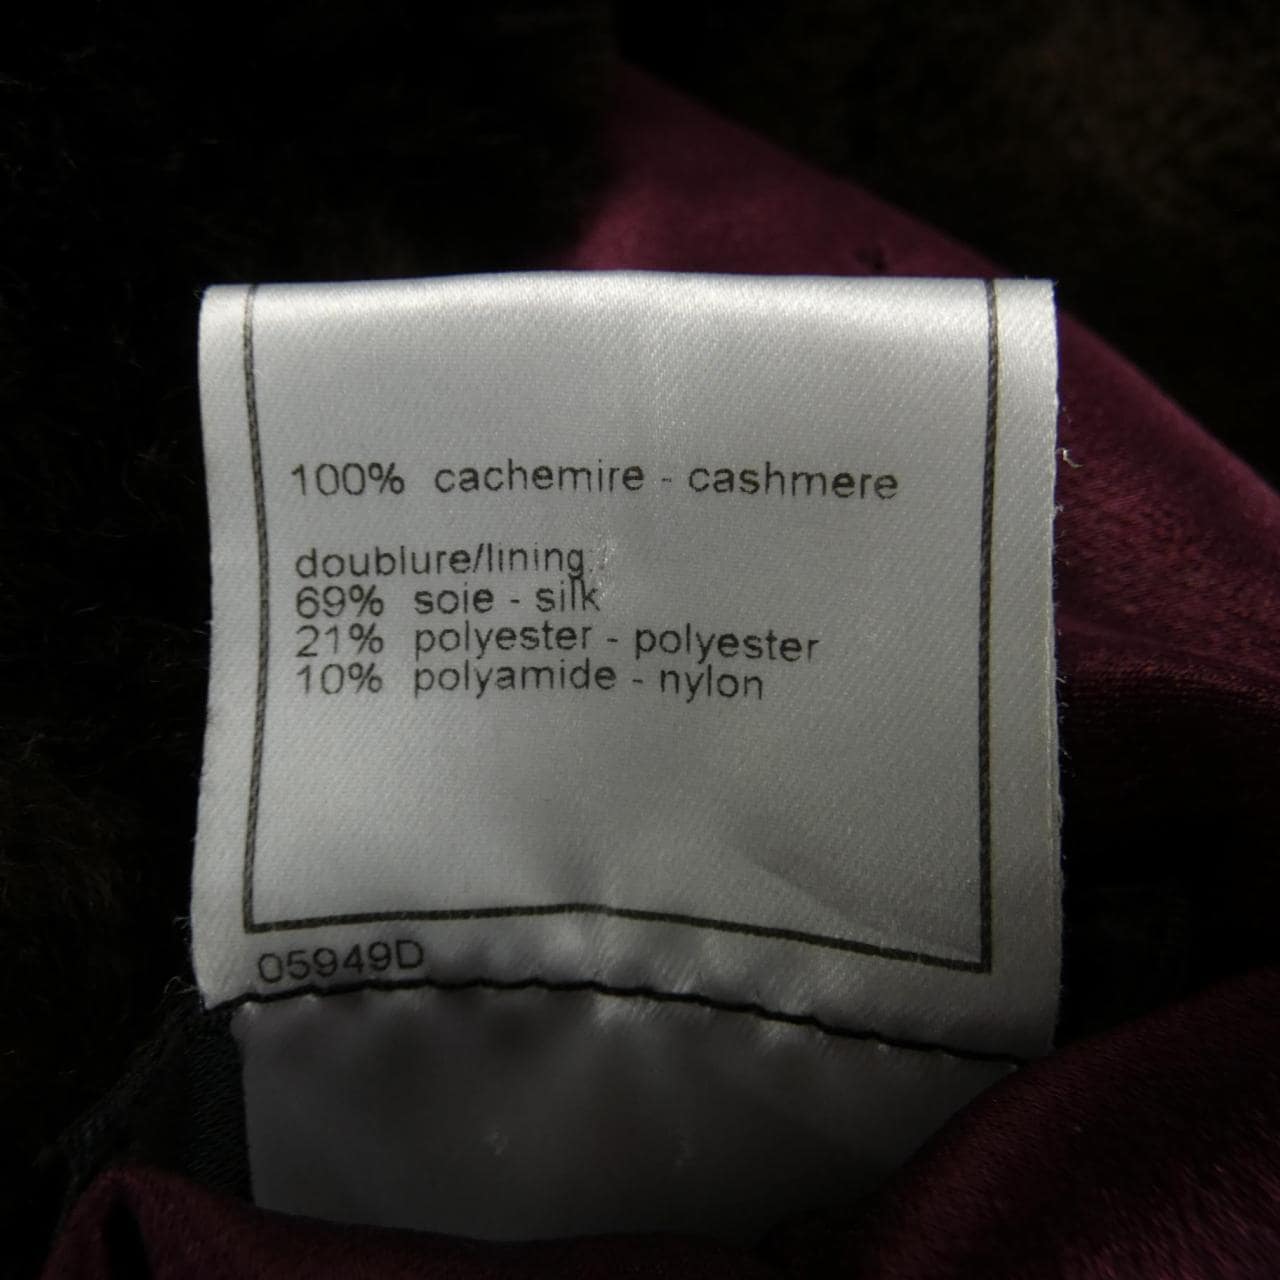 100% cachemire - cashmere
doublure/lining
69% soie - silk
21% polyester - polyester
10% polyamide - nylon
05949D